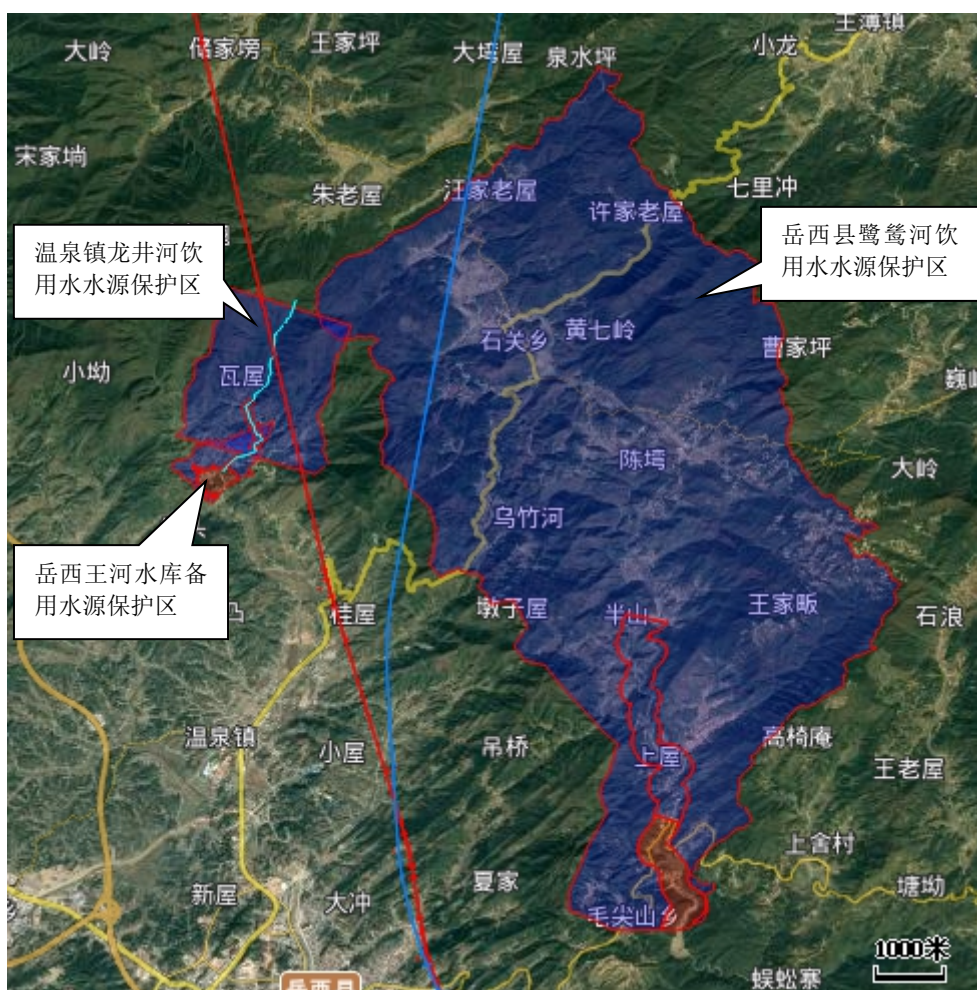 王薄镇
大岭
储家塝
王家坪
大塆屋
泉水坪
小龙
宋家埫
朱老屋
汪家老屋
许家老屋
七里冲
温泉镇龙井河饮
用水水源保护区
岳西县鹭鸶河饮
用水水源保护区
石关乡
黄七岭
曹家坪
小坳
瓦屋
巍岭
陈塆
大岭
乌竹河
岳西王河水库备
用水源保护区
凸
桂屋
墩子屋
半山
王家畈
石浪
温泉镇
小屋
吊桥
上屋
高椅庵
王老屋
上舍村
新屋
大冲
夏家
塘坳
毛尖山乡
1000米
岳西县
蜈蚣寨